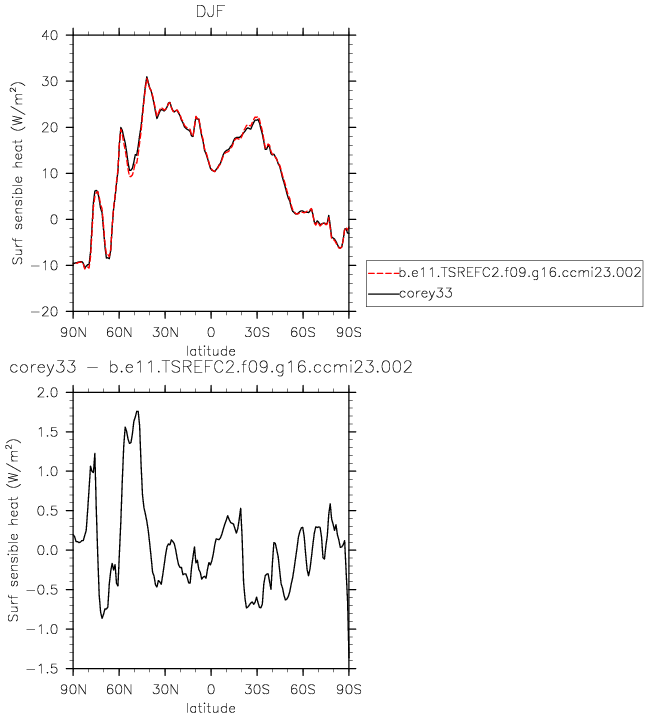 DJF
Surf sensible heat (W/m²)
40
30
20
10
0
−10
−20
90N 60N 30N 0 30S 60S 90S
latitude
b.e11.TSREFC2.f09.g16.ccmi23.002
corey33
corey33 − b.e11.TSREFC2.f09.g16.ccmi23.002
Surf sensible heat (W/m²)
2.0
1.5
1.0
0.5
0.0
−0.5
−1.0
−1.5
90N 60N 30N 0 30S 60S 90S
latitude